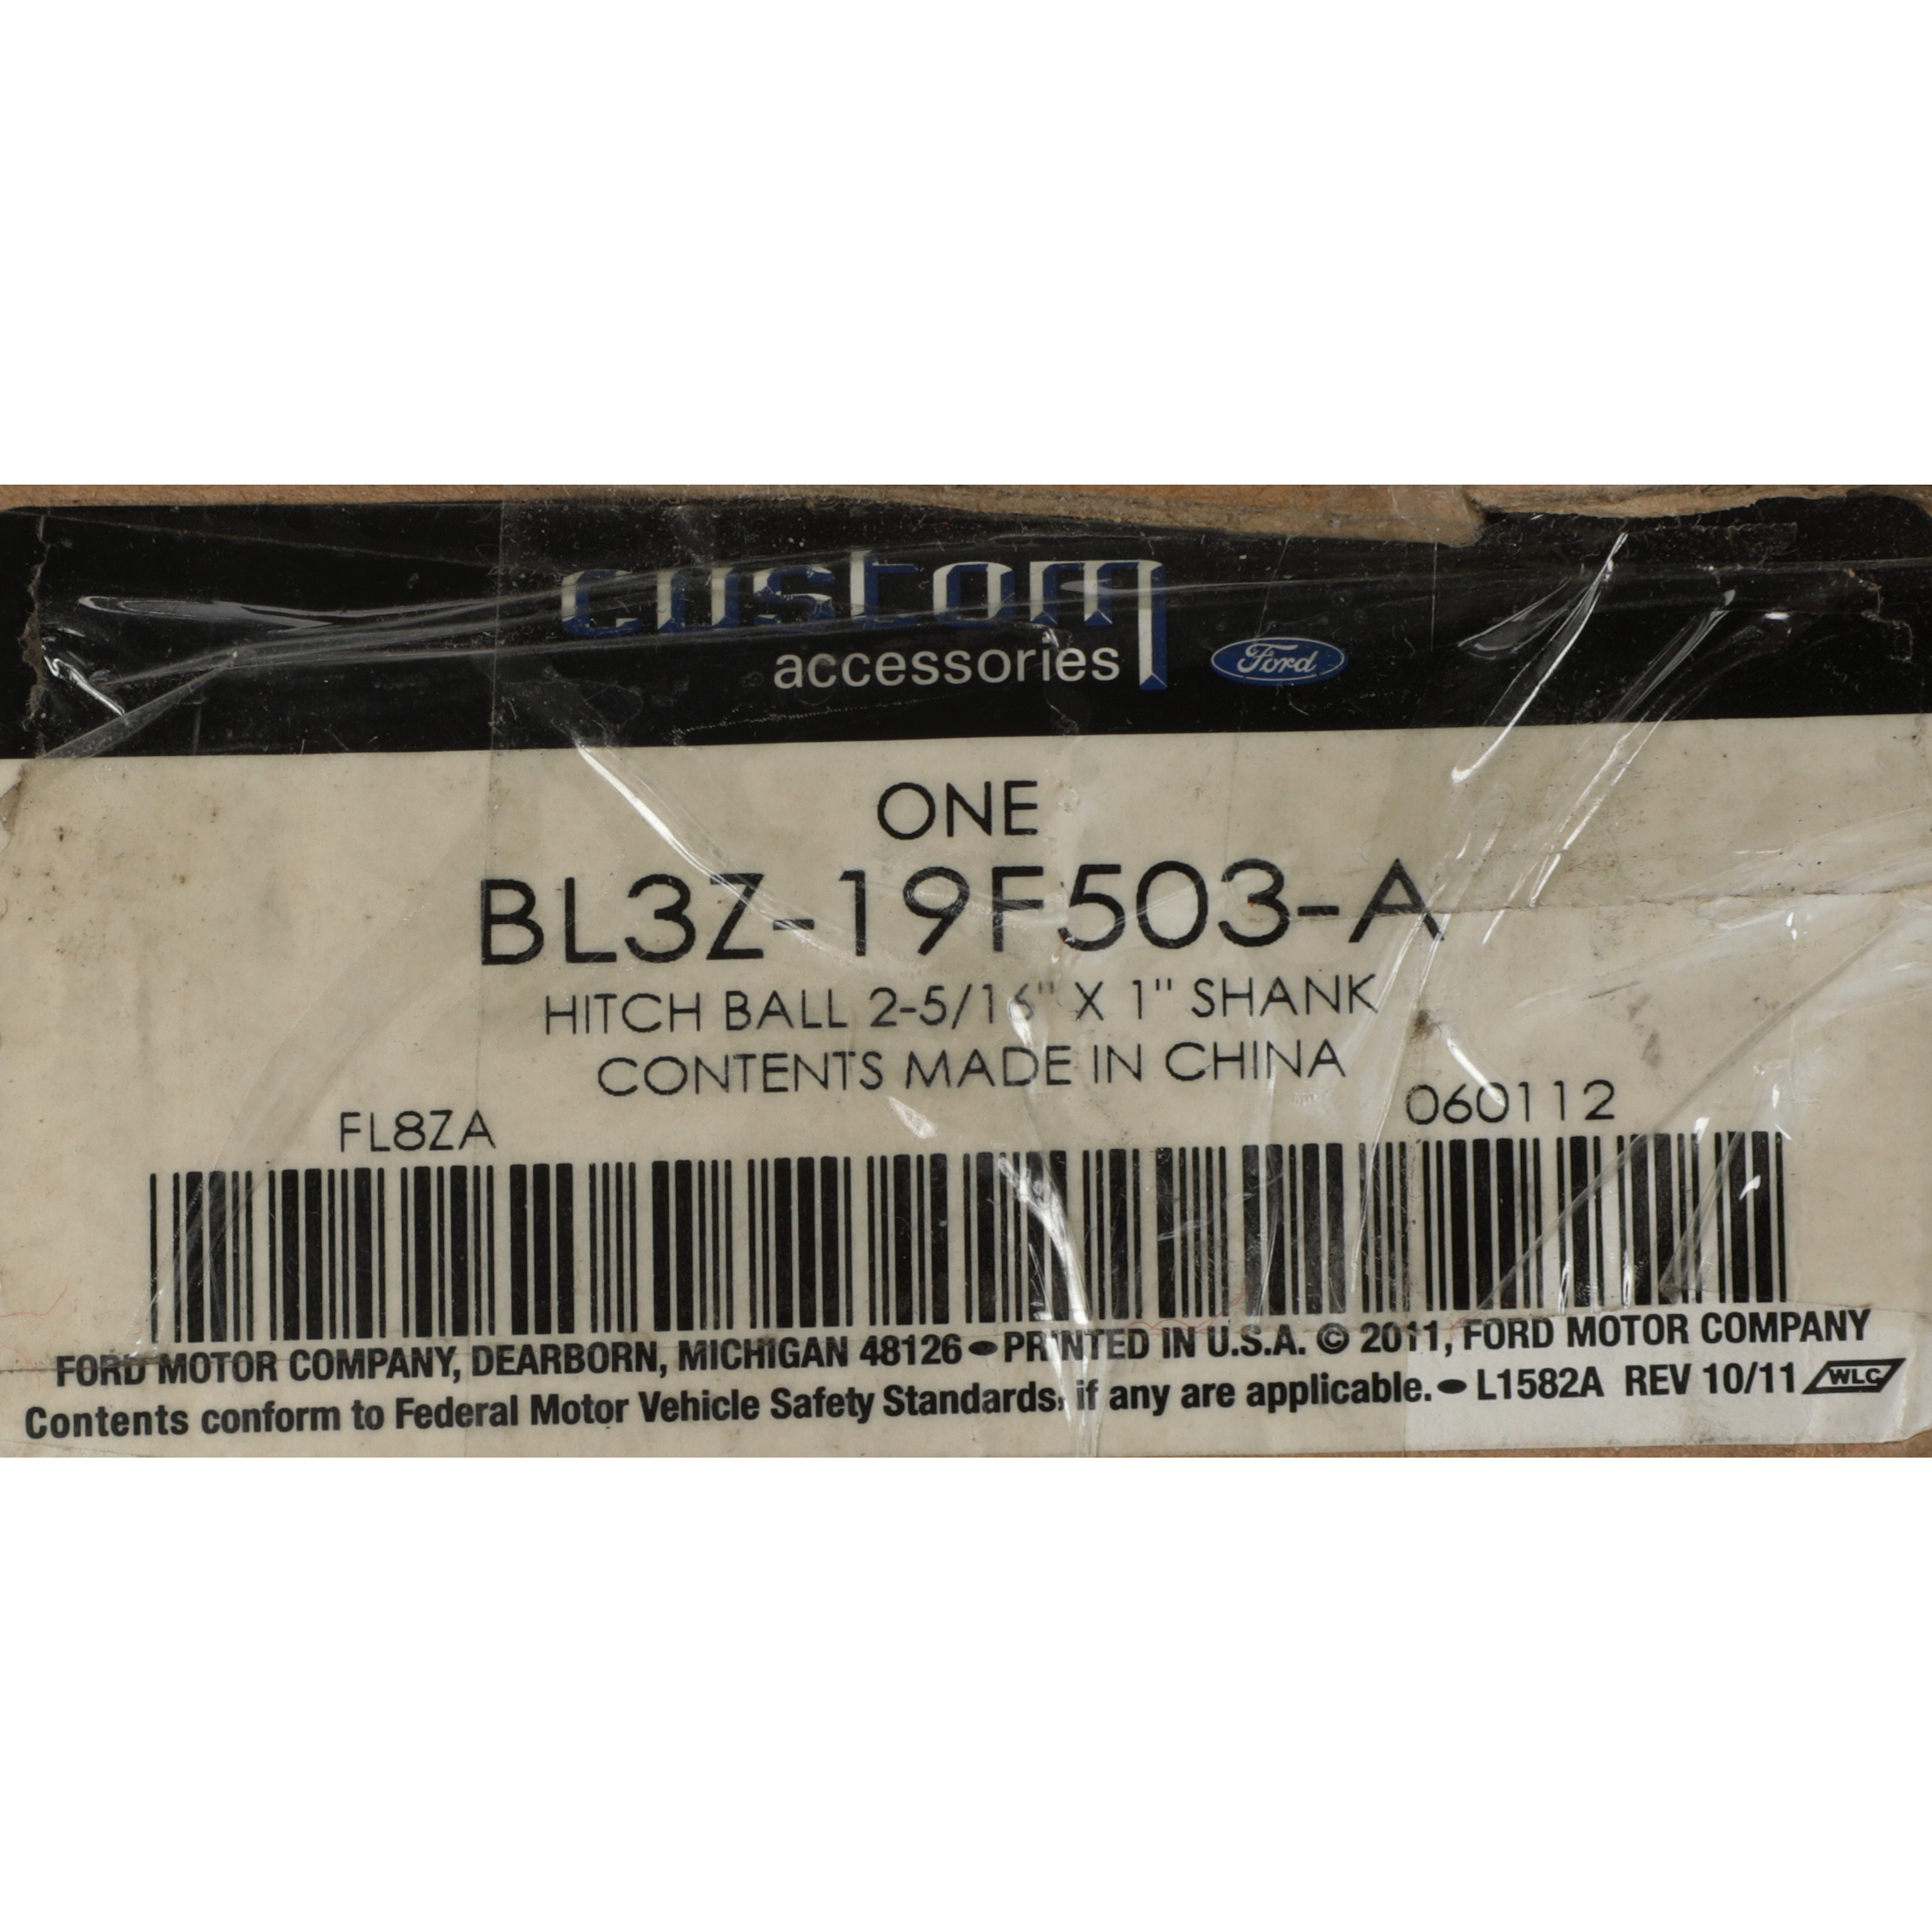 custom
accessories Ford
ONE
BL3Z-19F503-A
HITCH BALL 2-5/16" X 1" SHANK
CONTENTS MADE IN CHINA
FL8ZA 060112
FORD MOTOR COMPANY, DEARBORN, MICHIGAN 48126 • PRINTED IN U.S.A. © 2011, FORD MOTOR COMPANY
Contents conform to Federal Motor Vehicle Safety Standards, if any are applicable. • L1582A REV 10/11 WLC